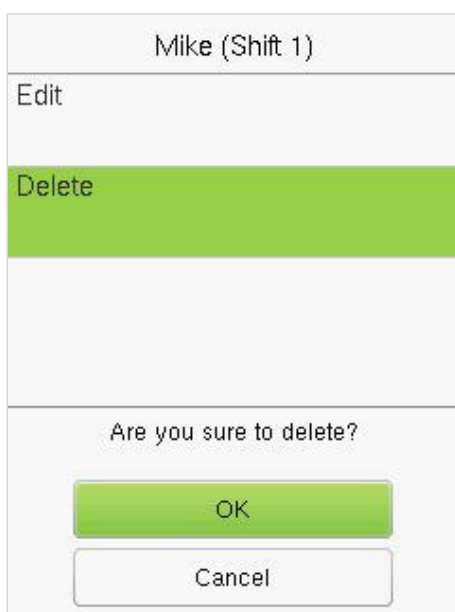 Mike (Shift 1)
Edit
Delete
Are you sure to delete?
OK
Cancel